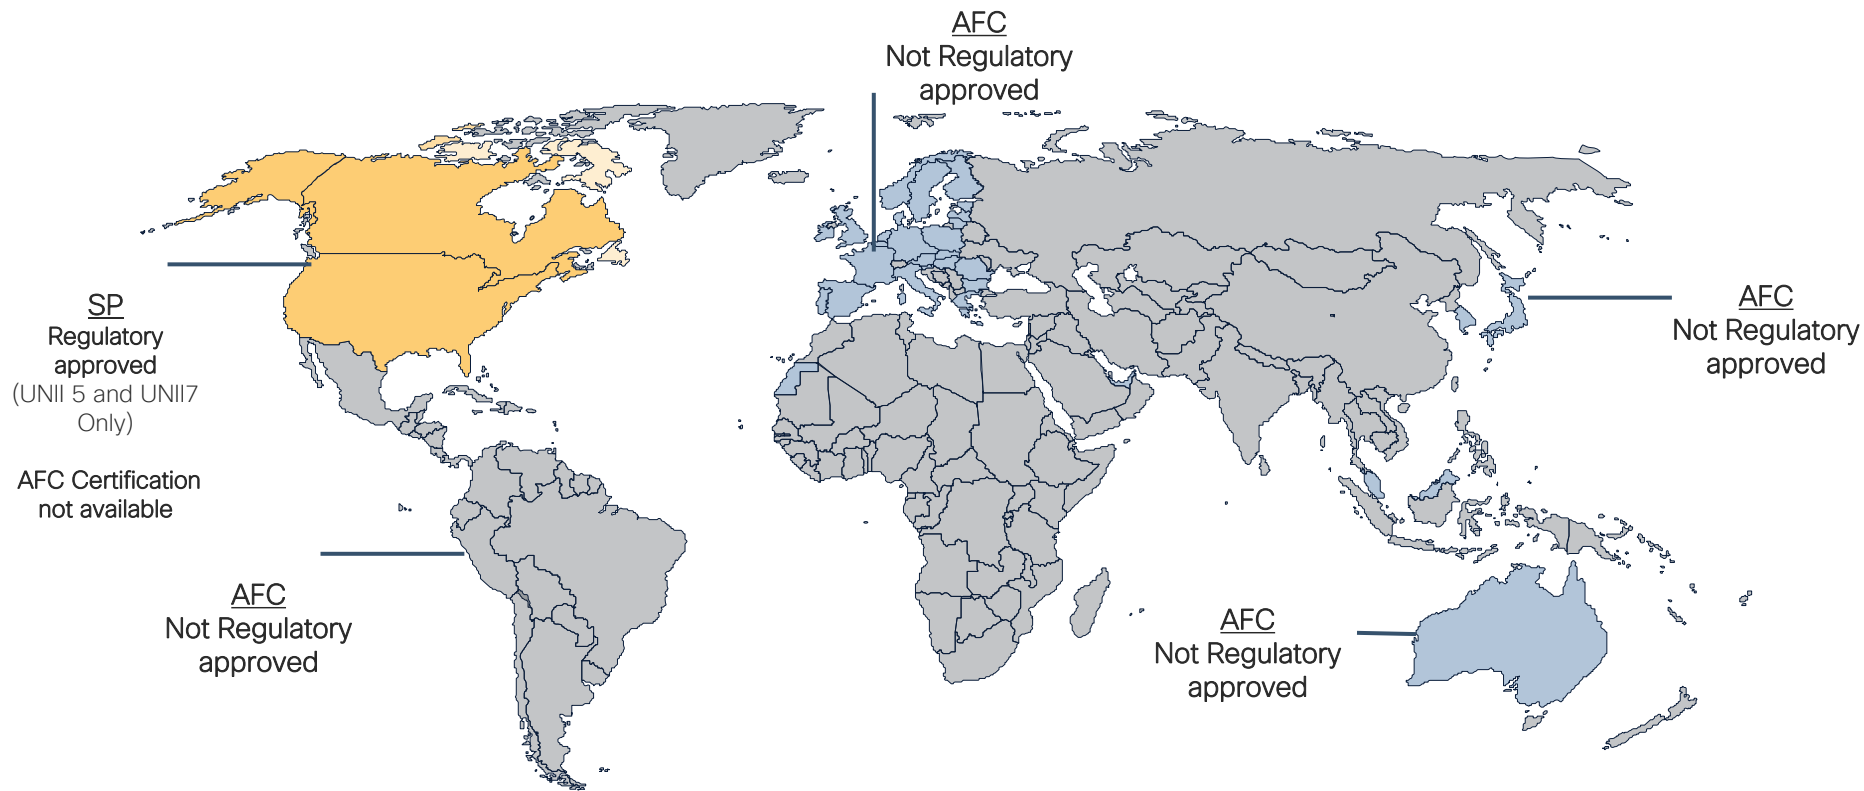 AFC
Not Regulatory
approved
SP
Regulatory
approved
(UNII 5 and UNII7
Only)
AFC Certification
not available
AFC
Not Regulatory
approved
AFC
Not Regulatory
approved
AFC
Not Regulatory
approved